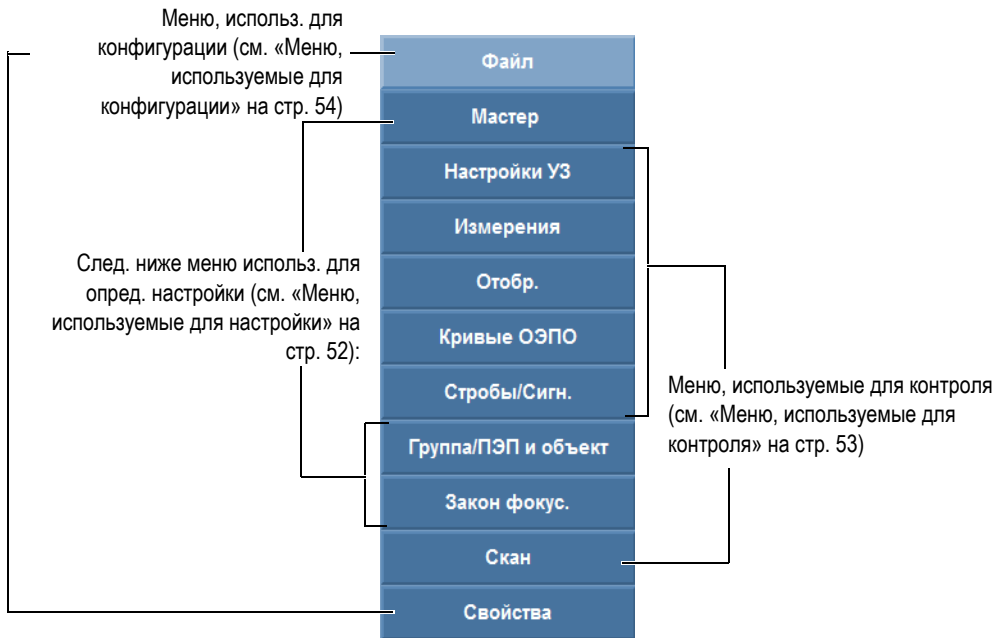 Меню, использ. для
конфигурации (см. «Меню,
используемые для
конфигурации» на стр. 54)
След. ниже меню использ. для
опред. настройки (см. «Меню,
используемые для настройки» на
стр. 52):
Файл
Мастер
Настройки УЗ
Измерения
Отобр.
Кривые ОЭПО
Стробы/Сигн.
Группа/ПЭП и объект
Закон фокус.
Скан
Свойства
Меню, используемые для контроля
(см. «Меню, используемые для
контроля» на стр. 53)